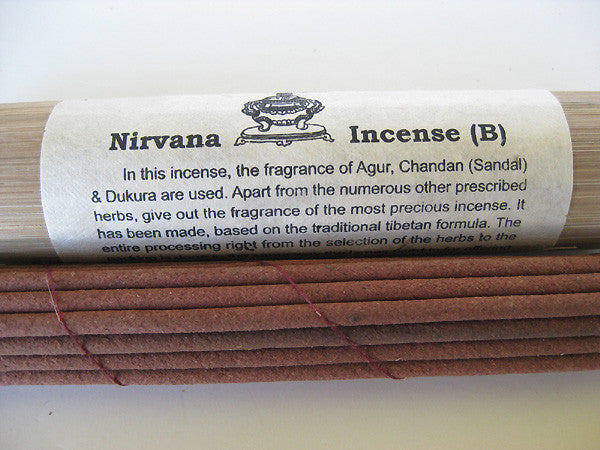 Nirvana Incense (B)
In this incense, the fragrance of Agur, Chandan (Sandal)
& Dukura are used. Apart from the numerous other prescribed
herbs, give out the fragrance of the most precious incense. It
has been made, based on the traditional tibetan formula. The
entire processing right from the selection of the herbs to the